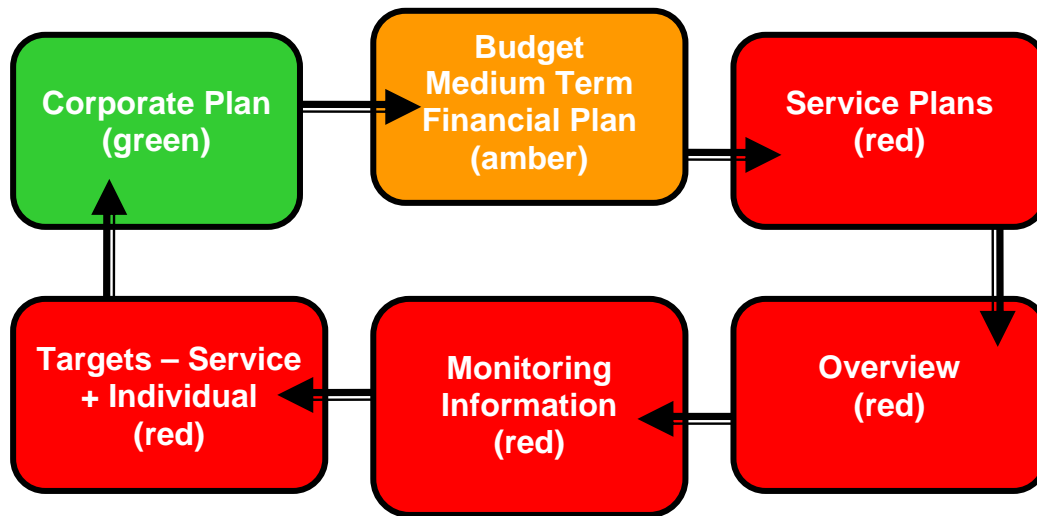 Corporate Plan
(green)
Budget
Medium Term
Financial Plan
(amber)
Service Plans
(red)
Targets – Service
+ Individual
(red)
Monitoring
Information
(red)
Overview
(red)